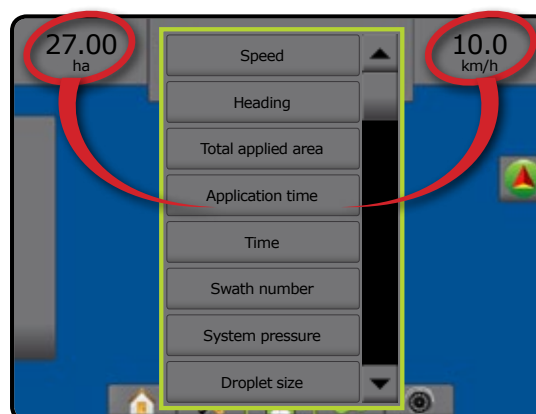 27.00
ha
10.0
km/h
Speed
Heading
Total applied area
Application time
Time
Swath number
System pressure
Droplet size